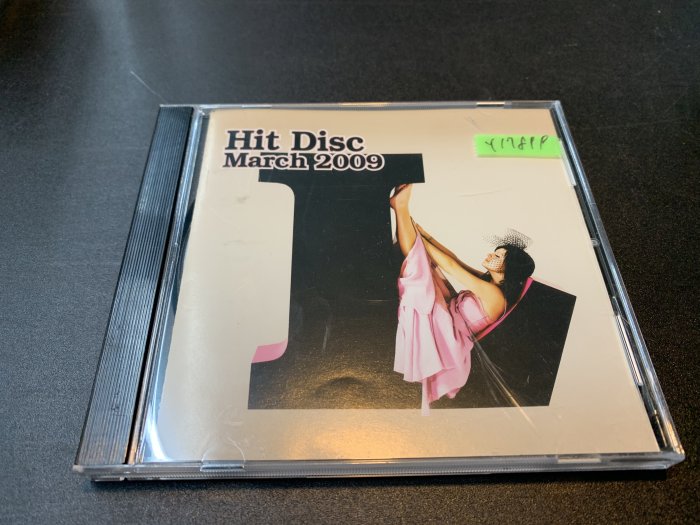 Hit Disc
March 2009
L